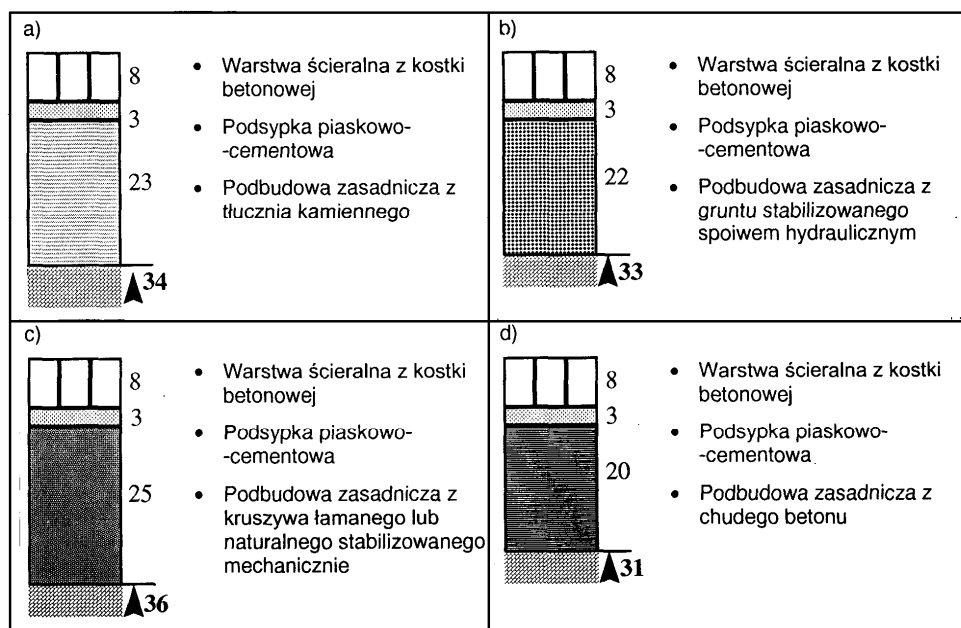 a)
8
3
23
34
• Warstwa ścieralna z kostki
betonowej
• Podsypka piaskowo-
-cementowa
• Podbudowa zasadnicza z
tłucznia kamiennego
b)
8
3
22
33
• Warstwa ścieralna z kostki
betonowej
• Podsypka piaskowo-
-cementowa
• Podbudowa zasadnicza z
gruntu stabilizowanego
spoiwem hydraulicznym
c)
8
3
25
36
• Warstwa ścieralna z kostki
betonowej
• Podsypka piaskowo-
-cementowa
• Podbudowa zasadnicza z
kruszywa łamanego lub
naturalnego stabilizowanego
mechanicznie
d)
8
3
20
31
• Warstwa ścieralna z kostki
betonowej
• Podsypka piaskowo-
-cementowa
• Podbudowa zasadnicza z
chudego betonu